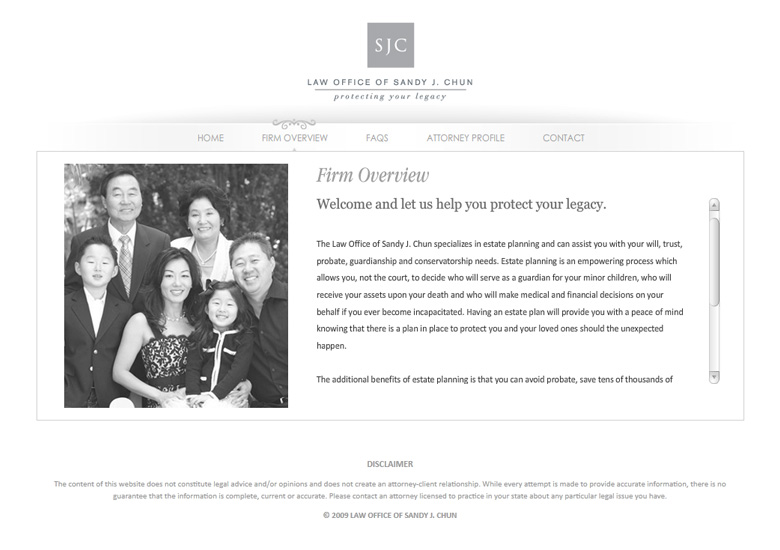 SJC
LAW OFFICE OF SANDY J. CHUN
protecting your legacy
HOME FIRM OVERVIEW FAQS ATTORNEY PROFILE CONTACT
Firm Overview
Welcome and let us help you protect your legacy.
The Law Office of Sandy J. Chun specializes in estate planning and can assist you with your will, trust,
probate, guardianship and conservatorship needs. Estate planning is an empowering process which
allows you, not the court, to decide who will serve as a guardian for your minor children, who will
receive your assets upon your death and who will make medical and financial decisions on your
behalf if you ever become incapacitated. Having an estate plan will provide you with a peace of mind
knowing that there is a plan in place to protect you and your loved ones should the unexpected
happen.
The additional benefits of estate planning is that you can avoid probate, save tens of thousands of
DISCLAIMER
The content of this website does not constitute legal advice and/or opinions and does not create an attorney-client relationship. While every attempt is made to provide accurate information, there is no
guarantee that the information is complete, current or accurate. Please contact an attorney licensed to practice in your state about any particular legal issue you have.
© 2009 LAW OFFICE OF SANDY J. CHUN